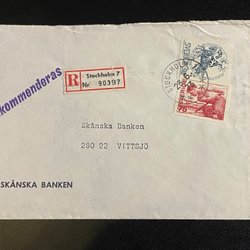 R
Stockholm 7
Nr 90397
kommenderas
STOCKHOLM
Skånska Banken
280 22 VITTSJÖ
SKÅNSKA BANKEN